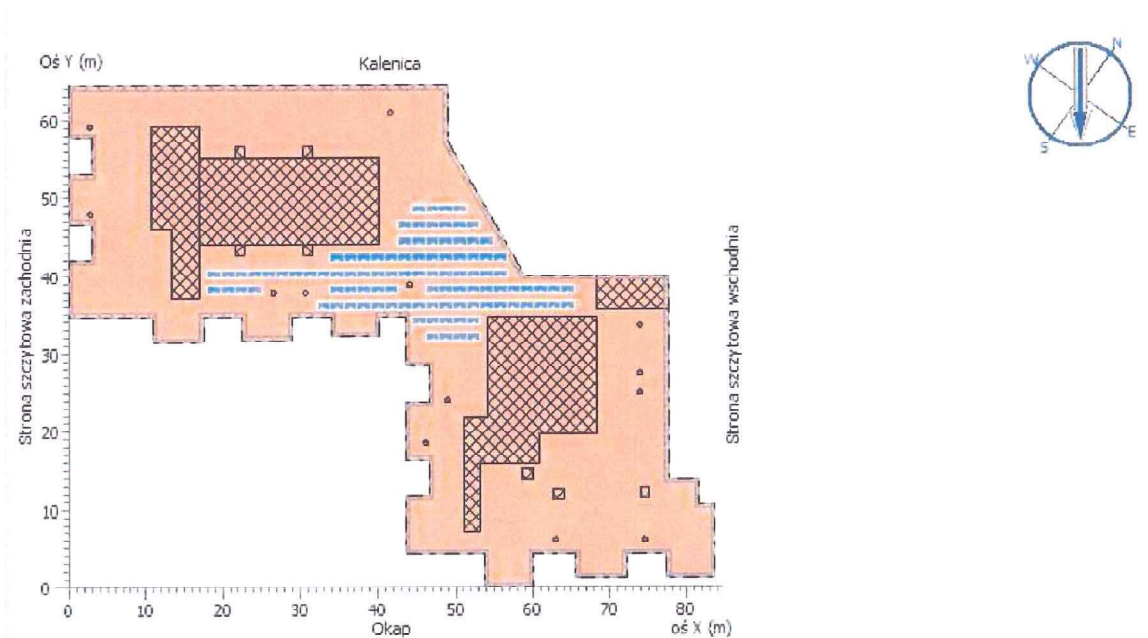 Oś Y (m)
Kalenica
N
W
E
S
60
50
40
30
20
10
0
Strona szczytowa zachodnia
Strona szczytowa wschodnia
0 10 20 30 40 50 60 70 80
Okap
oś X (m)